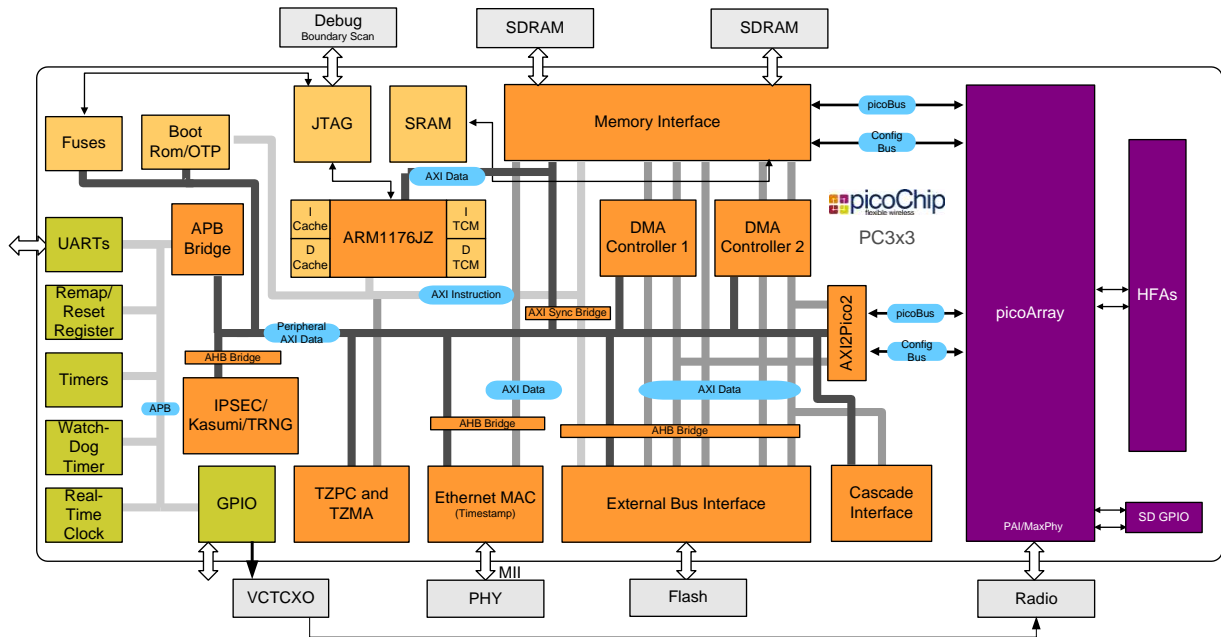 Debug
Boundary Scan
SDRAM
SDRAM
Fuses
Boot
Rom/OTP
JTAG
SRAM
Memory Interface
picoBus
Config
Bus
AXI Data
picoChip
flexible wireless
PC3x3
UARTs
APB
Bridge
I
Cache
D
Cache
ARM1176JZ
I
TCM
D
TCM
DMA
Controller 1
DMA
Controller 2
Remap/
Reset
Register
AXI Instruction
AXI Sync Bridge
Peripheral
AXI Data
AXI2Pico2
picoBus
Config
Bus
picoArray
HFAs
Timers
AHB Bridge
IPSEC/
Kasumi/TRNG
APB
AXI Data
AXI Data
Watch-
Dog
Timer
AHB Bridge
AHB Bridge
Real-
Time
Clock
GPIO
TZPC and
TZMA
Ethernet MAC
(Timestamp)
External Bus Interface
Cascade
Interface
PAI/MaxPhy
SD GPIO
MII
VCTCXO
PHY
Flash
Radio